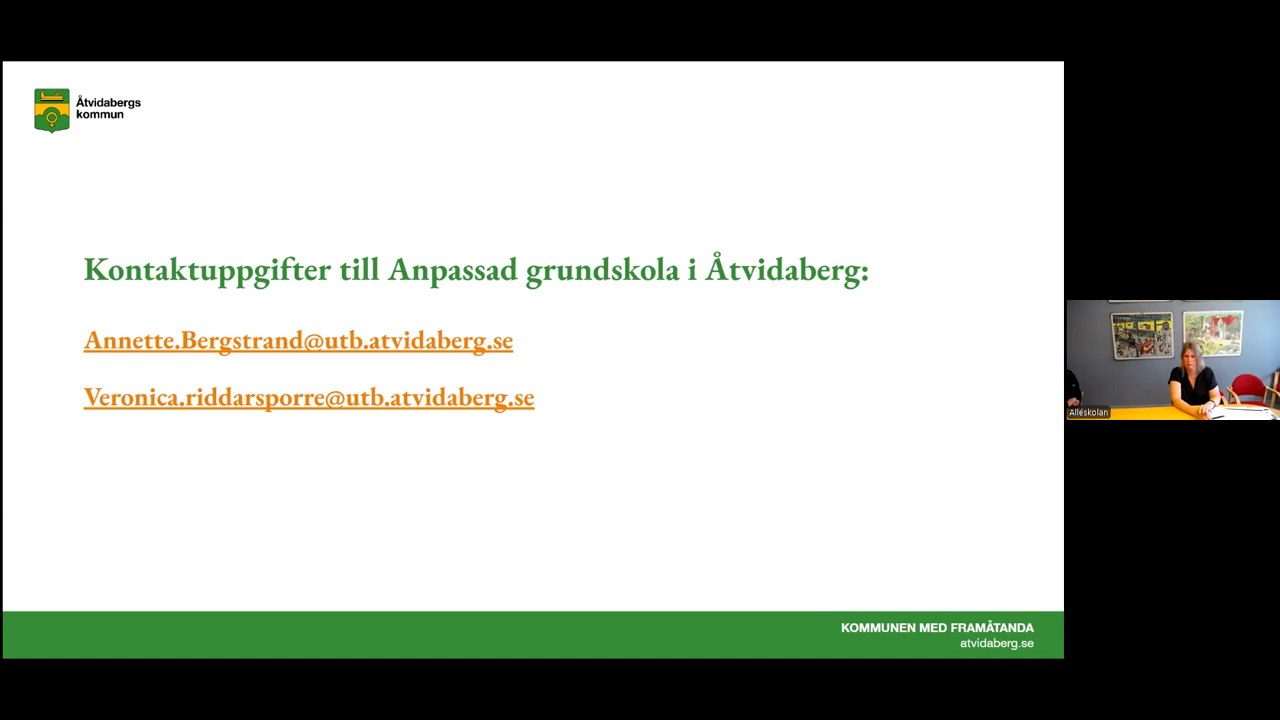 Åtvidabergs
kommun
Kontaktuppgifter till Anpassad grundskola i Åtvidaberg:
Annette.Bergstrand@utb.atvidaberg.se
Veronica.riddarsporre@utb.atvidaberg.se
Alléskolan
KOMMUNEN MED FRAMÅTANDA
atvidaberg.se